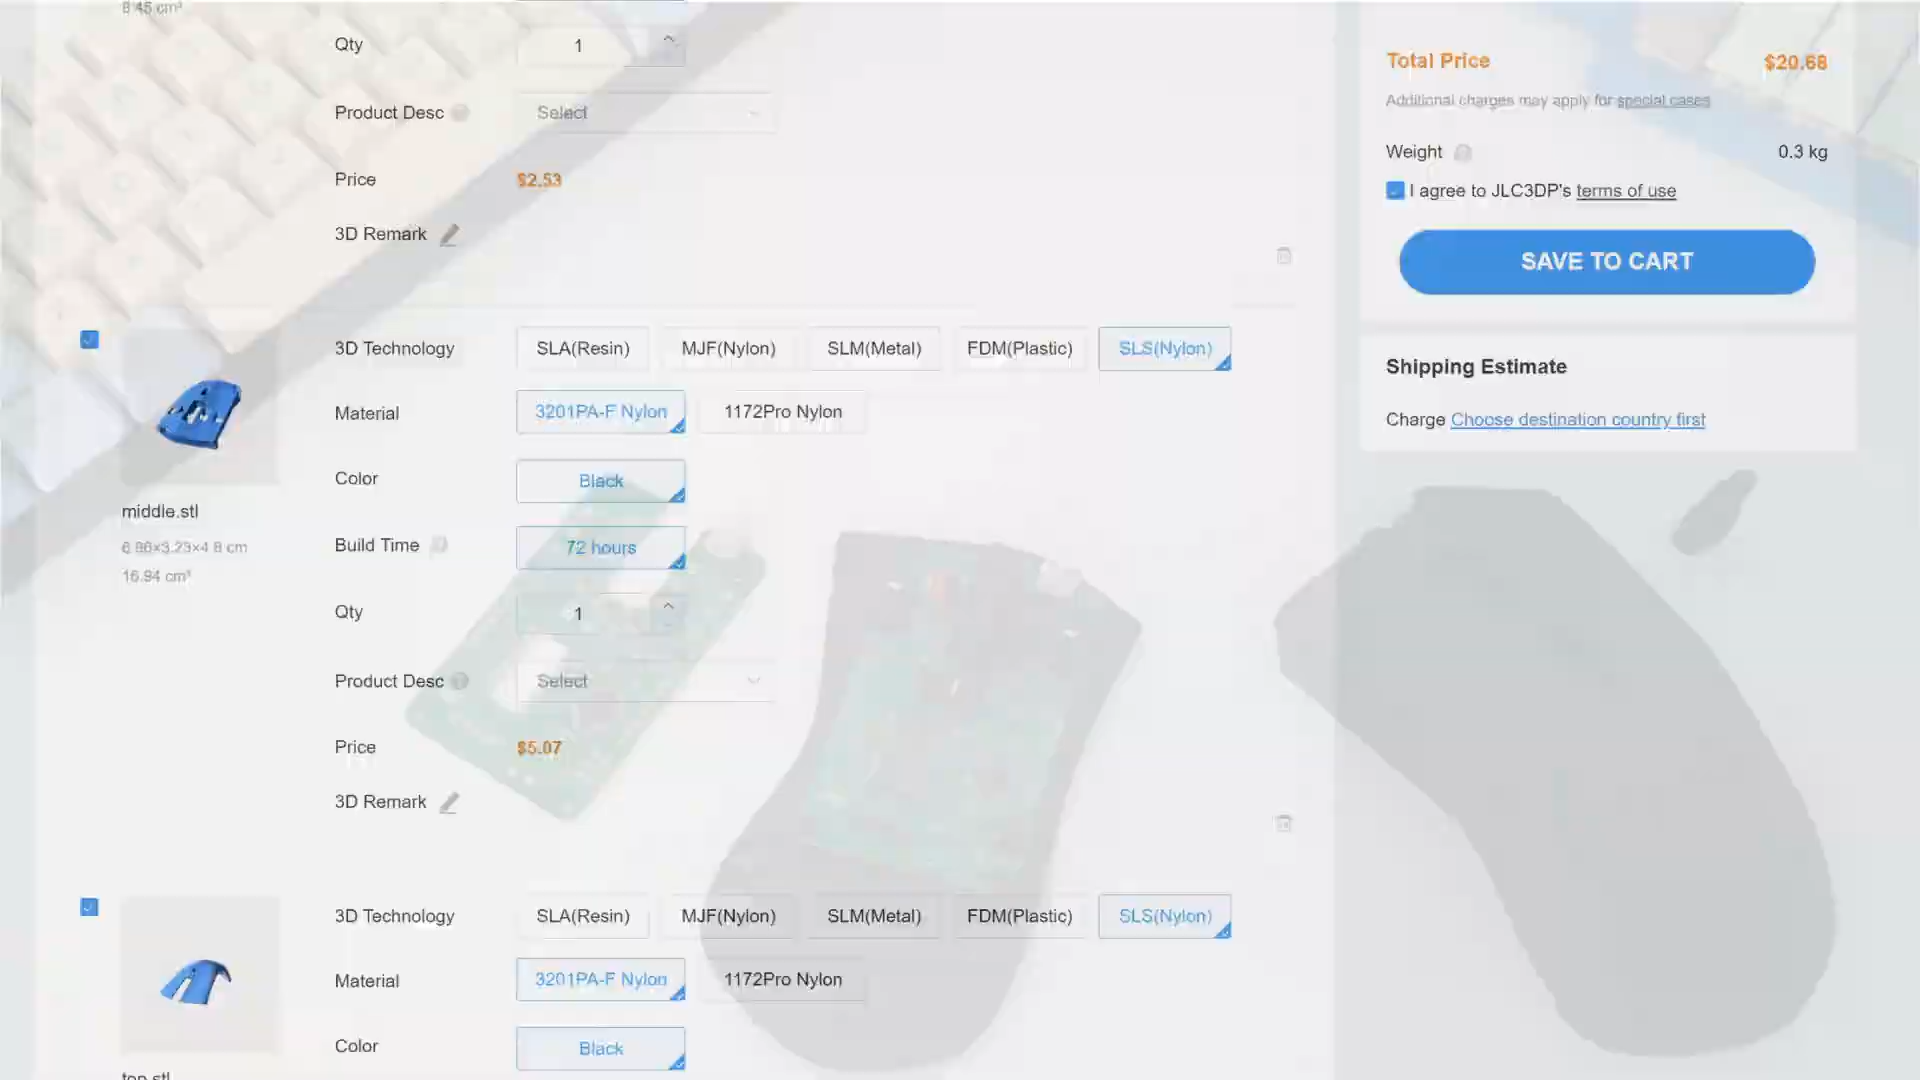 8.45 cm³
Qty
1
Product Desc
Select
Price
$2.53
3D Remark
3D Technology
SLA(Resin)
MJF(Nylon)
SLM(Metal)
FDM(Plastic)
SLS(Nylon)
Material
3201PA-F Nylon
1172Pro Nylon
Color
Black
middle.stl
6.86×3.23×4.8 cm
16.94 cm³
Build Time
72 hours
Qty
1
Product Desc
Select
Price
$5.07
3D Remark
3D Technology
SLA(Resin)
MJF(Nylon)
SLM(Metal)
FDM(Plastic)
SLS(Nylon)
Material
3201PA-F Nylon
1172Pro Nylon
Color
Black
top.stl
Total Price
$20.68
Additional charges may apply for special cases
Weight
0.3 kg
I agree to JLC3DP's terms of use
SAVE TO CART
Shipping Estimate
Charge Choose destination country first